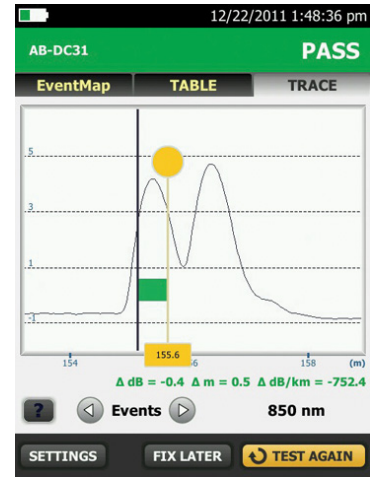 12/22/2011 1:48:36 pm
AB-DC31 PASS
EventMap TABLE TRACE
5
3
1
-1
155.6
154 6 158 (m)
Δ dB = -0.4 Δ m = 0.5 Δ dB/km = -752.4
? Events 850 nm
SETTINGS FIX LATER TEST AGAIN